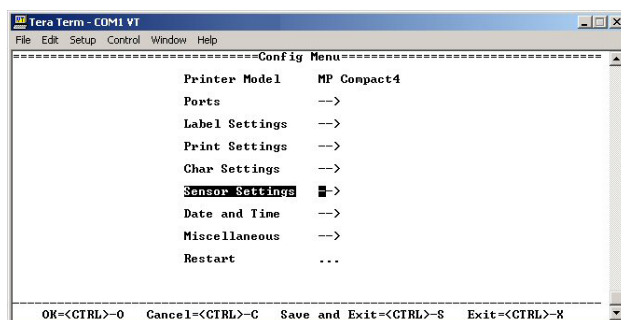 Tera Term - COM1 VT
File Edit Setup Control Window Help
==================================Config Menu===================================
Printer Model MP Compact4
Ports -->
Label Settings -->
Print Settings -->
Char Settings -->
Sensor Settings -->
Date and Time -->
Miscellaneous -->
Restart ...
OK=<CTRL>-O Cancel=<CTRL>-C Save and Exit=<CTRL>-S Exit=<CTRL>-X